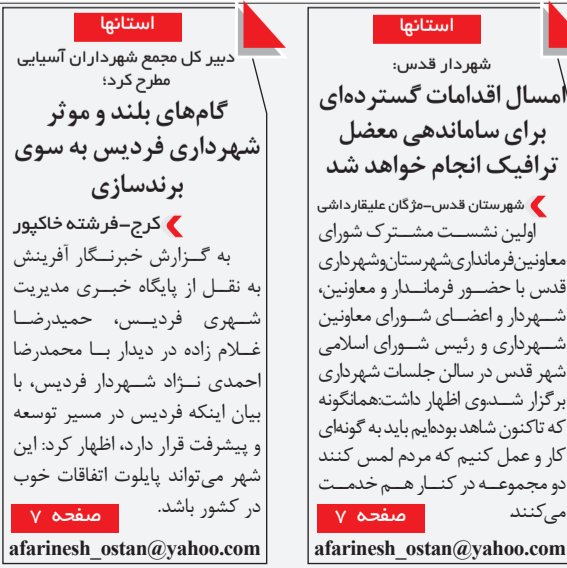 استانها
شهردار قدس:
امسال اقدامات گسترده‌ای
برای ساماندهی معضل
ترافیک انجام خواهد شد
شهرستان قدس-مژگان علیقارداشی
اولین نشست مشترک شورای
معاونین‌فرمانداری‌شهرستان‌وشهرداری
قدس با حضور فرماندار و معاونین،
شهردار و اعضای شورای معاونین
شهرداری و رئیس شورای اسلامی
شهر قدس در سالن جلسات شهرداری
برگزار شد.وی اظهار داشت:همانگونه
که تاکنون شاهد بوده‌ایم باید به گونه‌ای
کار و عمل کنیم که مردم لمس کنند
دو مجموعه در کنار هم خدمت
می‌کنند
صفحه ۷
afarinesh_ostan@yahoo.com
استانها
دبیر کل مجمع شهرداران آسیایی
مطرح کرد؛
گام‌های بلند و موثر
شهرداری فردیس به سوی
برندسازی
کرج-فرشته خاکپور
به گزارش خبرنگار آفرینش
به نقل از پایگاه خبری مدیریت
شهری فردیس، حمیدرضا
غلام زاده در دیدار با محمدرضا
احمدی نژاد شهردار فردیس، با
بیان اینکه فردیس در مسیر توسعه
و پیشرفت قرار دارد، اظهار کرد: این
شهر می‌تواند پایلوت اتفاقات خوب
در کشور باشد.
صفحه ۷
afarinesh_ostan@yahoo.com